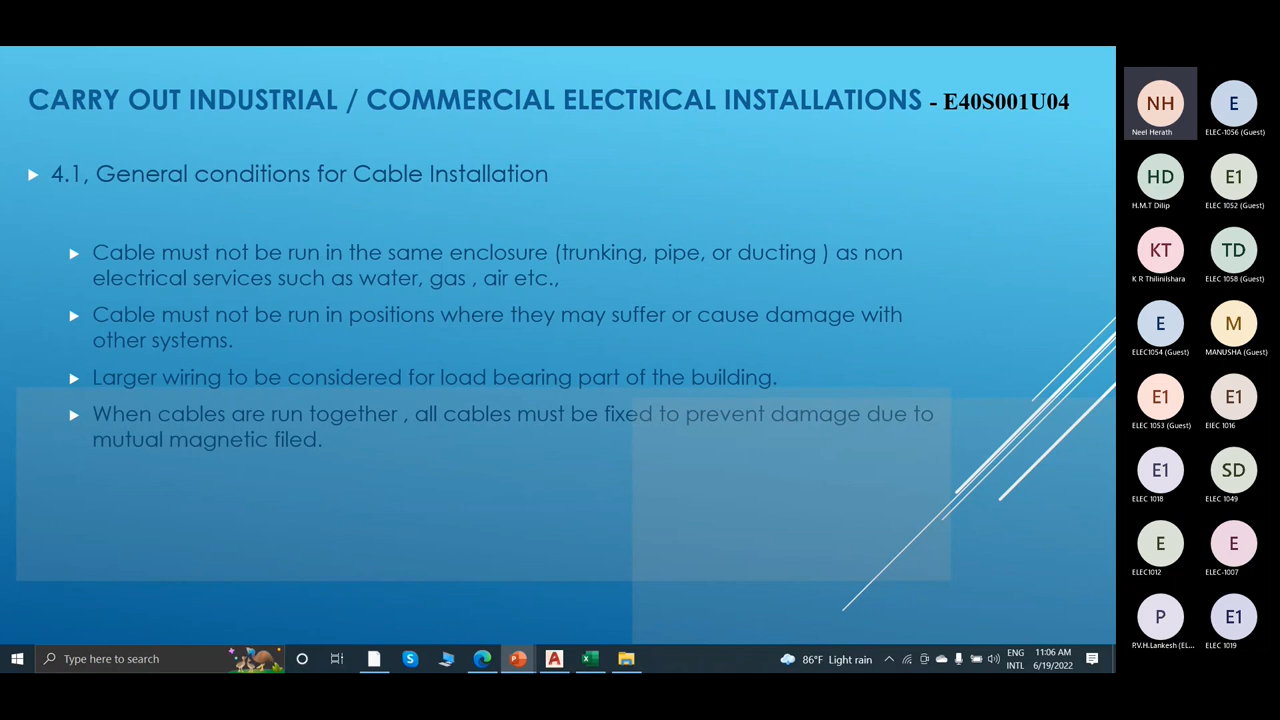 CARRY OUT INDUSTRIAL / COMMERCIAL ELECTRICAL INSTALLATIONS - E40S001U04
4.1, General conditions for Cable Installation
Cable must not be run in the same enclosure (trunking, pipe, or ducting ) as non
electrical services such as water, gas , air etc.,
Cable must not be run in positions where they may suffer or cause damage with
other systems.
Larger wiring to be considered for load bearing part of the building.
When cables are run together , all cables must be fixed to prevent damage due to
mutual magnetic filed.
NH
Neel Herath
E
ELEC-1056 (Guest)
HD
H.M.T Dilip
E1
ELEC 1052 (Guest)
KT
K R Thilinilshara
TD
ELEC 1058 (Guest)
E
ELEC1054 (Guest)
M
MANUSHA (Guest)
E1
ELEC 1053 (Guest)
E1
ElEC 1016
E1
ELEC 1018
SD
ELEC 1049
E
ELEC1012
E
ELEC-1007
P
P.V.H.Lankesh (EL...
E1
ELEC 1019
Type here to search
86°F Light rain
ENG
INTL
11:06 AM
6/19/2022